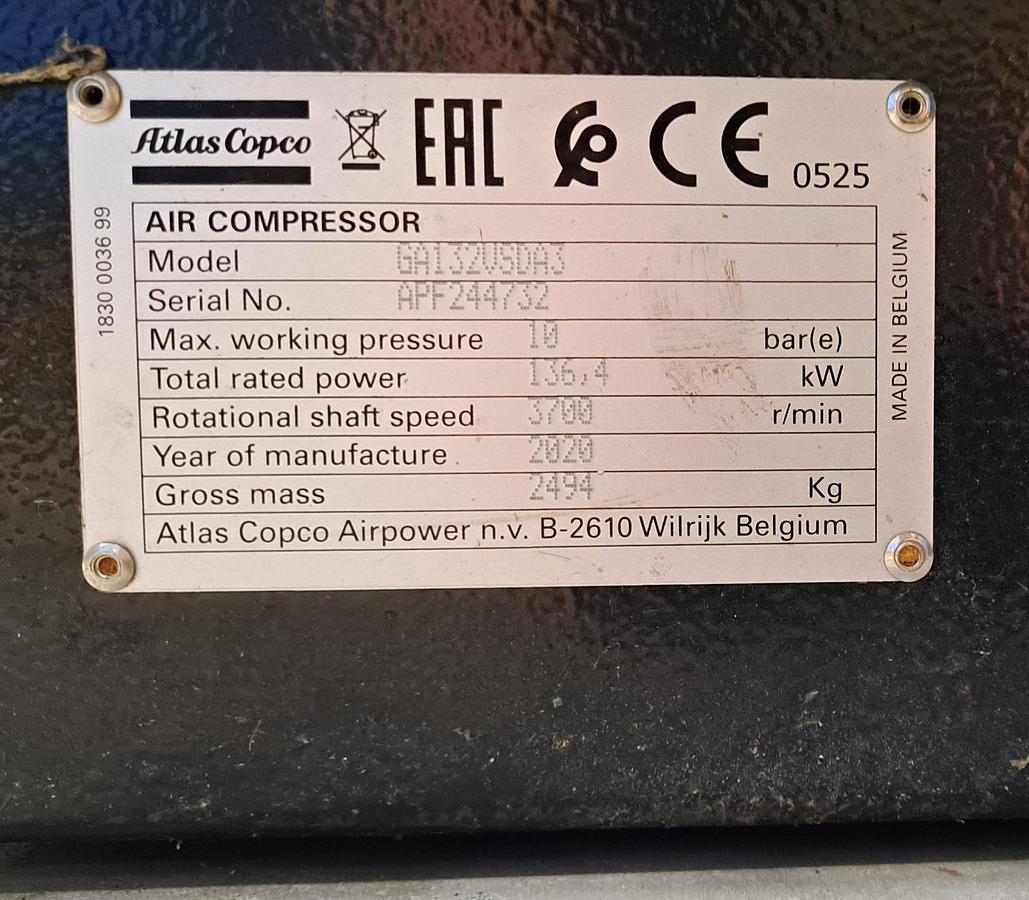 Atlas Copco EAC CE 0525
AIR COMPRESSOR
Model GA132VSDA3
Serial No. APF244732
Max. working pressure 10 bar(e)
Total rated power 136,4 kW
Rotational shaft speed 3700 r/min
Year of manufacture 2020
Gross mass 2494 Kg
Atlas Copco Airpower n.v. B-2610 Wilrijk Belgium
1830 0036 99
MADE IN BELGIUM